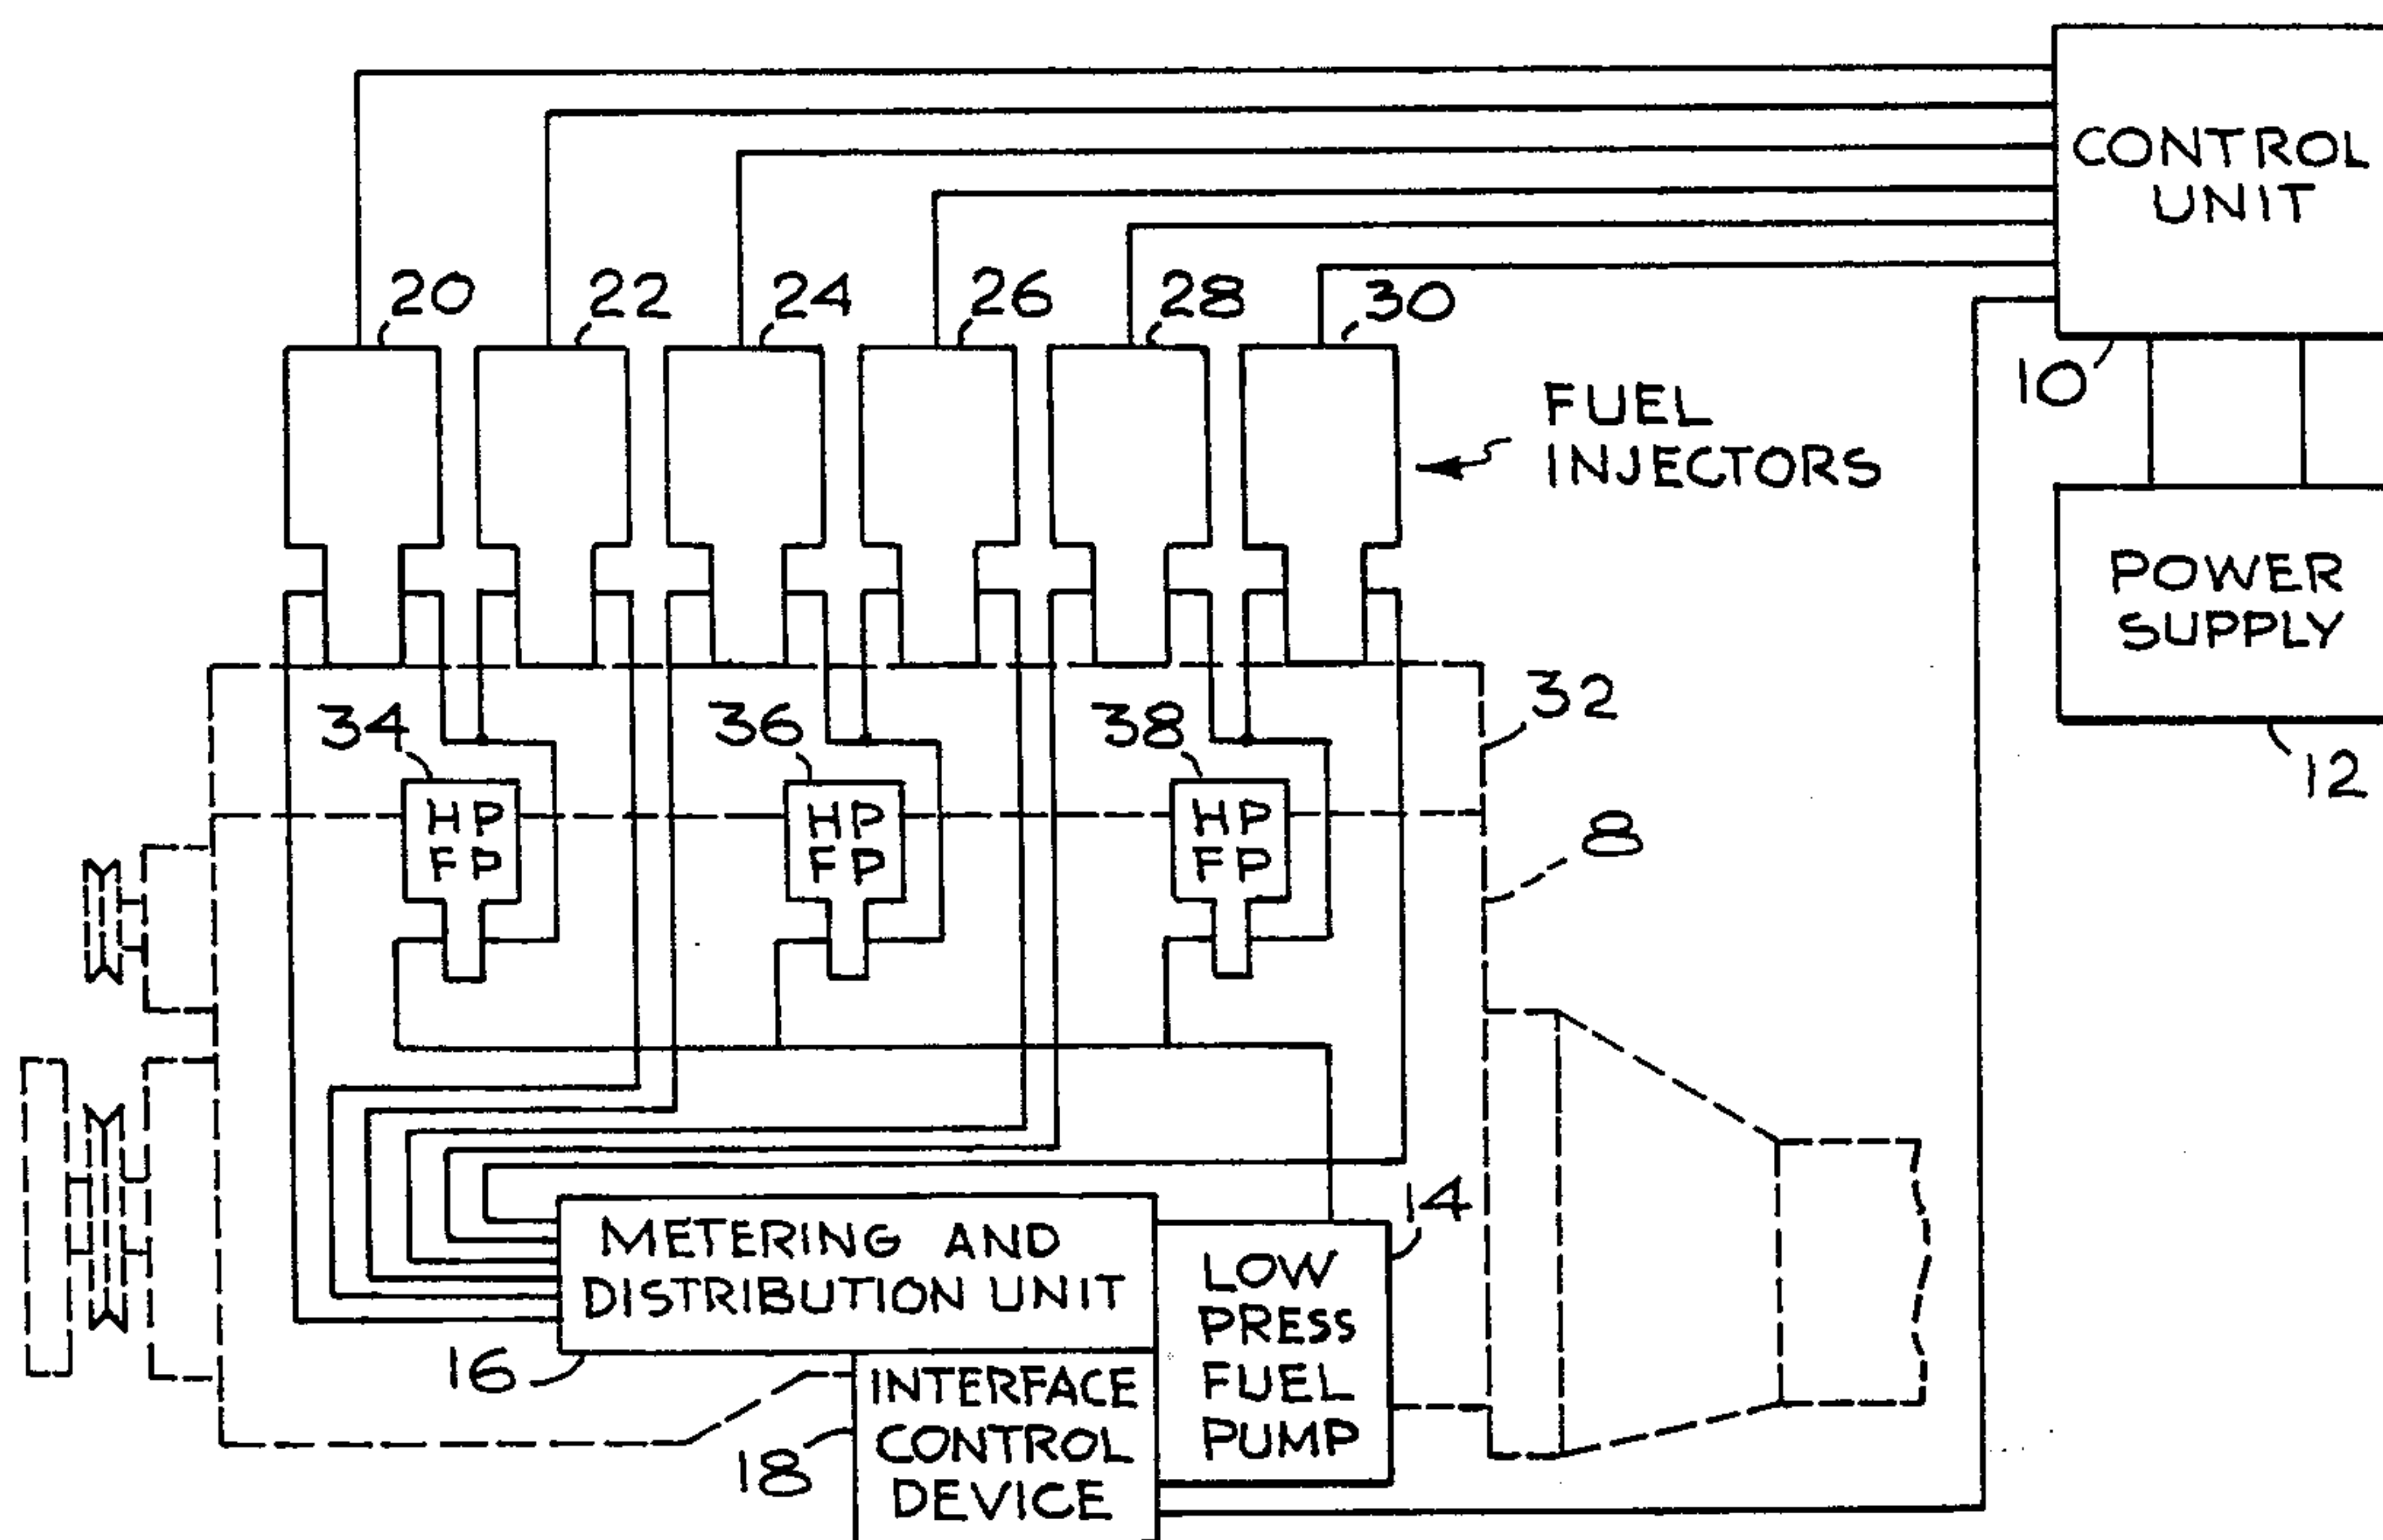 CONTROL
UNIT
20
22
24
26
28
30
10
FUEL
INJECTORS
POWER
SUPPLY
12
32
34
36
38
8
HP
FP
HP
FP
HP
FP
14
METERING AND
DISTRIBUTION UNIT
LOW
PRESS
FUEL
PUMP
16
INTERFACE
CONTROL
DEVICE
18